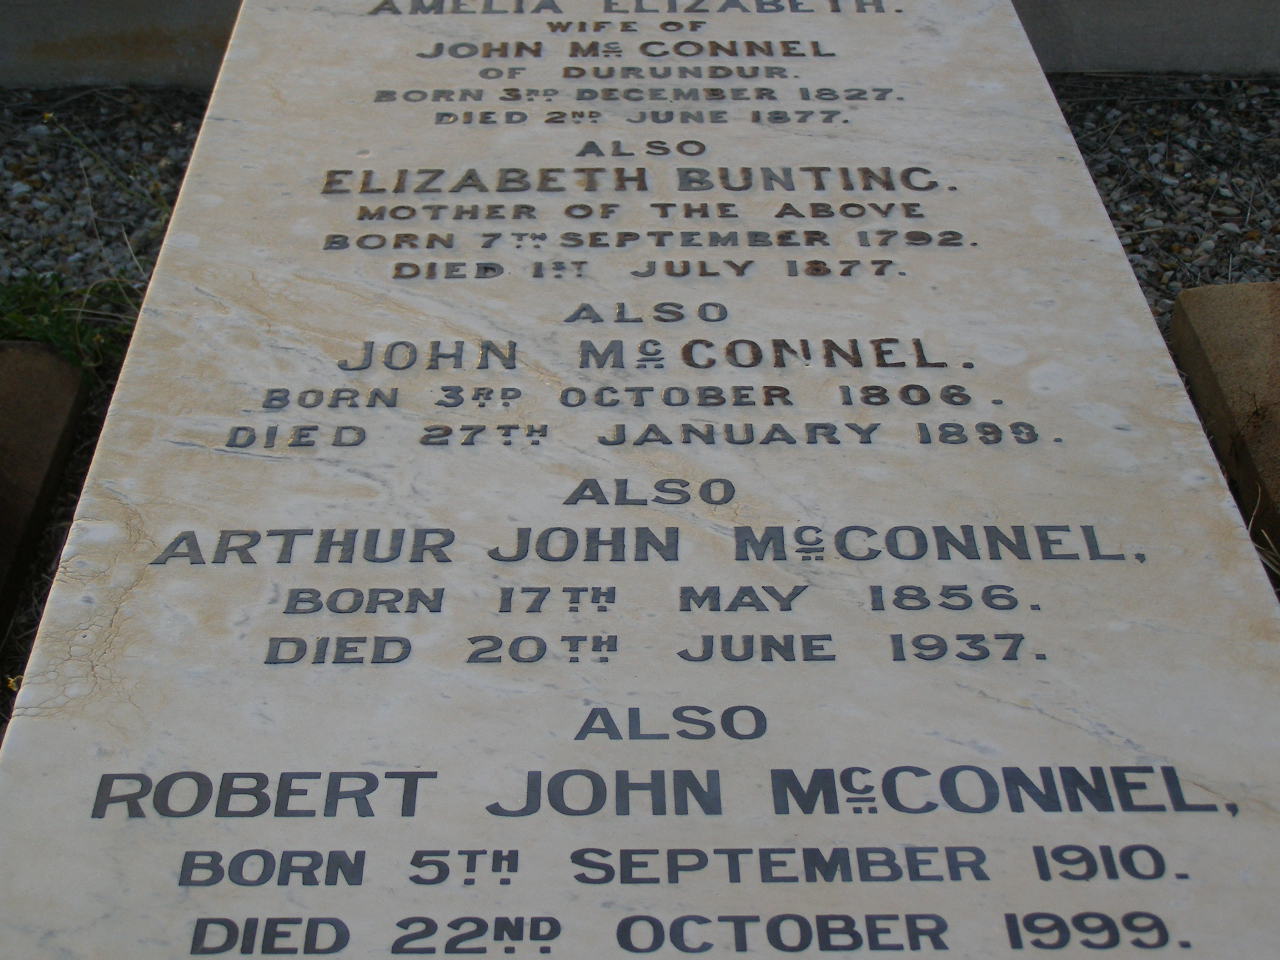 AMELIA ELIZABETH.
WIFE OF
JOHN McCONNEL
OF DURUNDUR.
BORN 3RD DECEMBER 1827.
DIED 2ND JUNE 1877.
ALSO
ELIZABETH BUNTING.
MOTHER OF THE ABOVE
BORN 7TH SEPTEMBER 1792.
DIED 1ST JULY 1877.
ALSO
JOHN McCONNEL.
BORN 3RD OCTOBER 1806.
DIED 27TH JANUARY 1899.
ALSO
ARTHUR JOHN McCONNEL,
BORN 17TH MAY 1856.
DIED 20TH JUNE 1937.
ALSO
ROBERT JOHN McCONNEL,
BORN 5TH SEPTEMBER 1910.
DIED 22ND OCTOBER 1999.